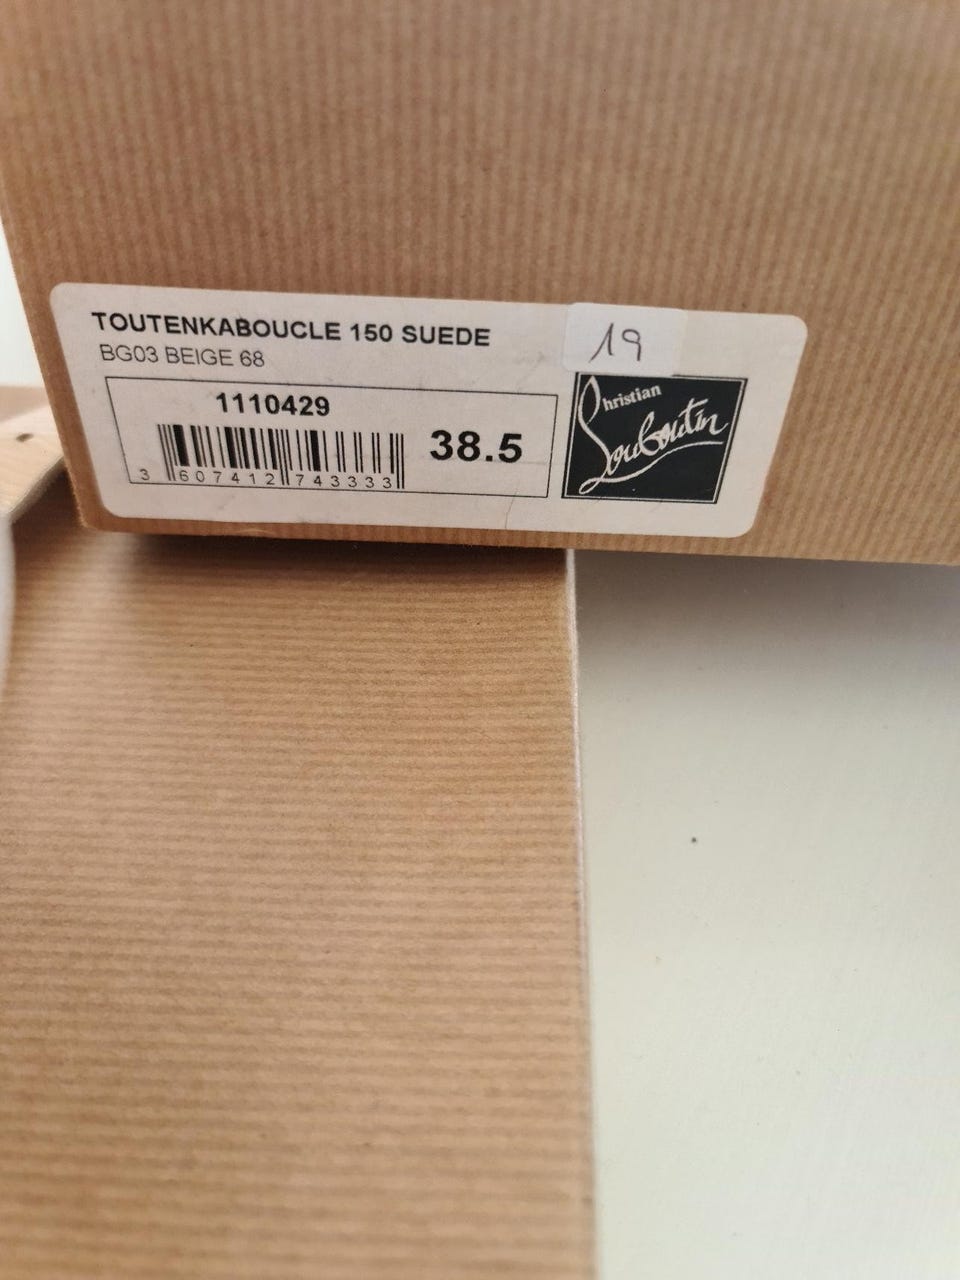 TOUTENKABOUCLE 150 SUEDE
19
BG03 BEIGE 68
1110429
38.5
3 607412 743333
Christian
Louboutin